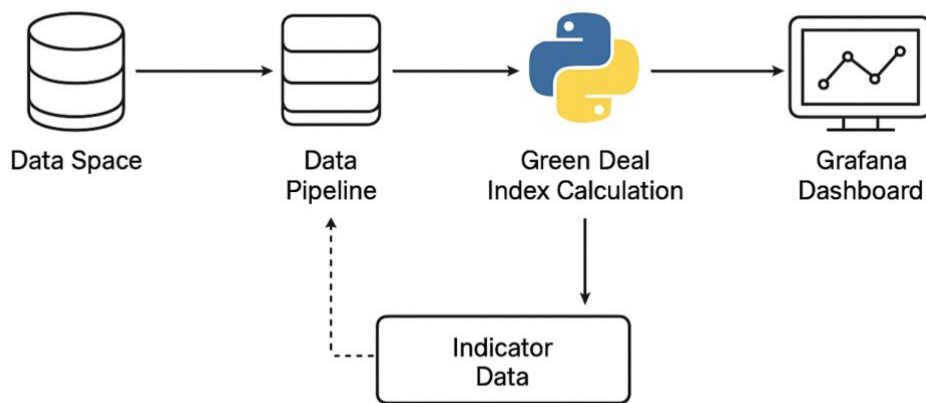 Data Space
Data
Pipeline
Green Deal
Index Calculation
Grafana
Dashboard
Indicator
Data